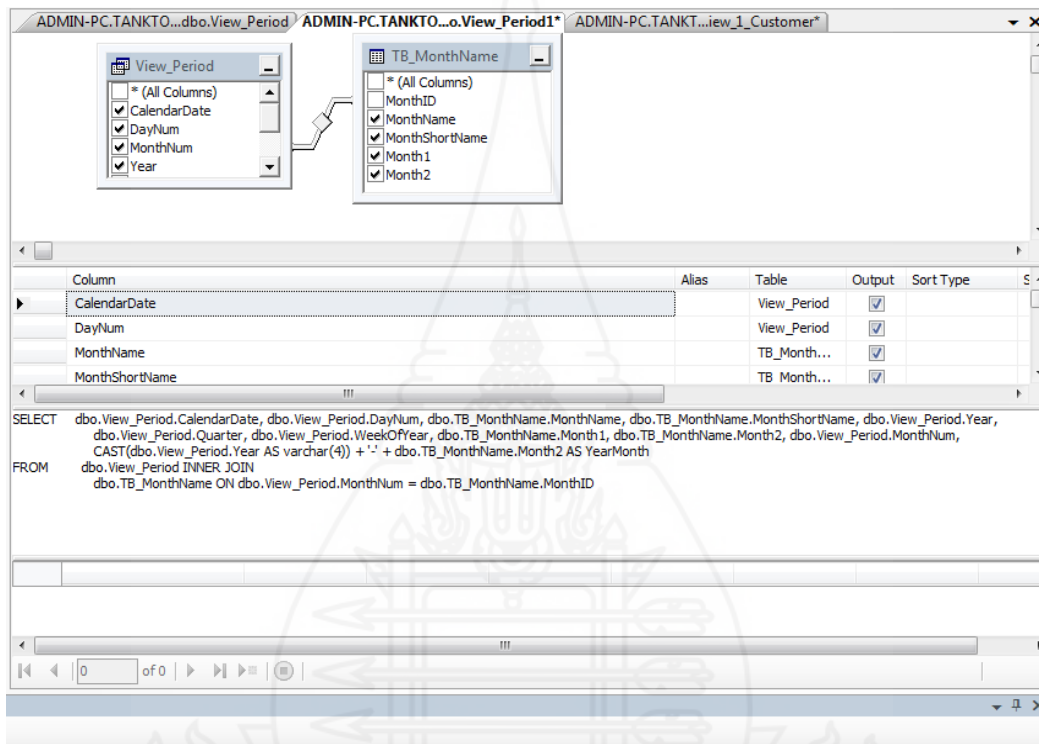 ADMIN-PC.TANKTO...dbo.View_Period
ADMIN-PC.TANKTO...o.View_Period1*
ADMIN-PC.TANKT...iew_1_Customer*
View_Period
* (All Columns)
CalendarDate
DayNum
MonthNum
Year
TB_MonthName
* (All Columns)
MonthID
MonthName
MonthShortName
Month1
Month2
Column Alias Table Output Sort Type S
CalendarDate View_Period
DayNum View_Period
MonthName TB_Month...
MonthShortName TB_Month...
SELECT dbo.View_Period.CalendarDate, dbo.View_Period.DayNum, dbo.TB_MonthName.MonthName, dbo.TB_MonthName.MonthShortName, dbo.View_Period.Year,
dbo.View_Period.Quarter, dbo.View_Period.WeekOfYear, dbo.TB_MonthName.Month1, dbo.TB_MonthName.Month2, dbo.View_Period.MonthNum,
CAST(dbo.View_Period.Year AS varchar(4)) + '-' + dbo.TB_MonthName.Month2 AS YearMonth
FROM dbo.View_Period INNER JOIN
dbo.TB_MonthName ON dbo.View_Period.MonthNum = dbo.TB_MonthName.MonthID
0 of 0